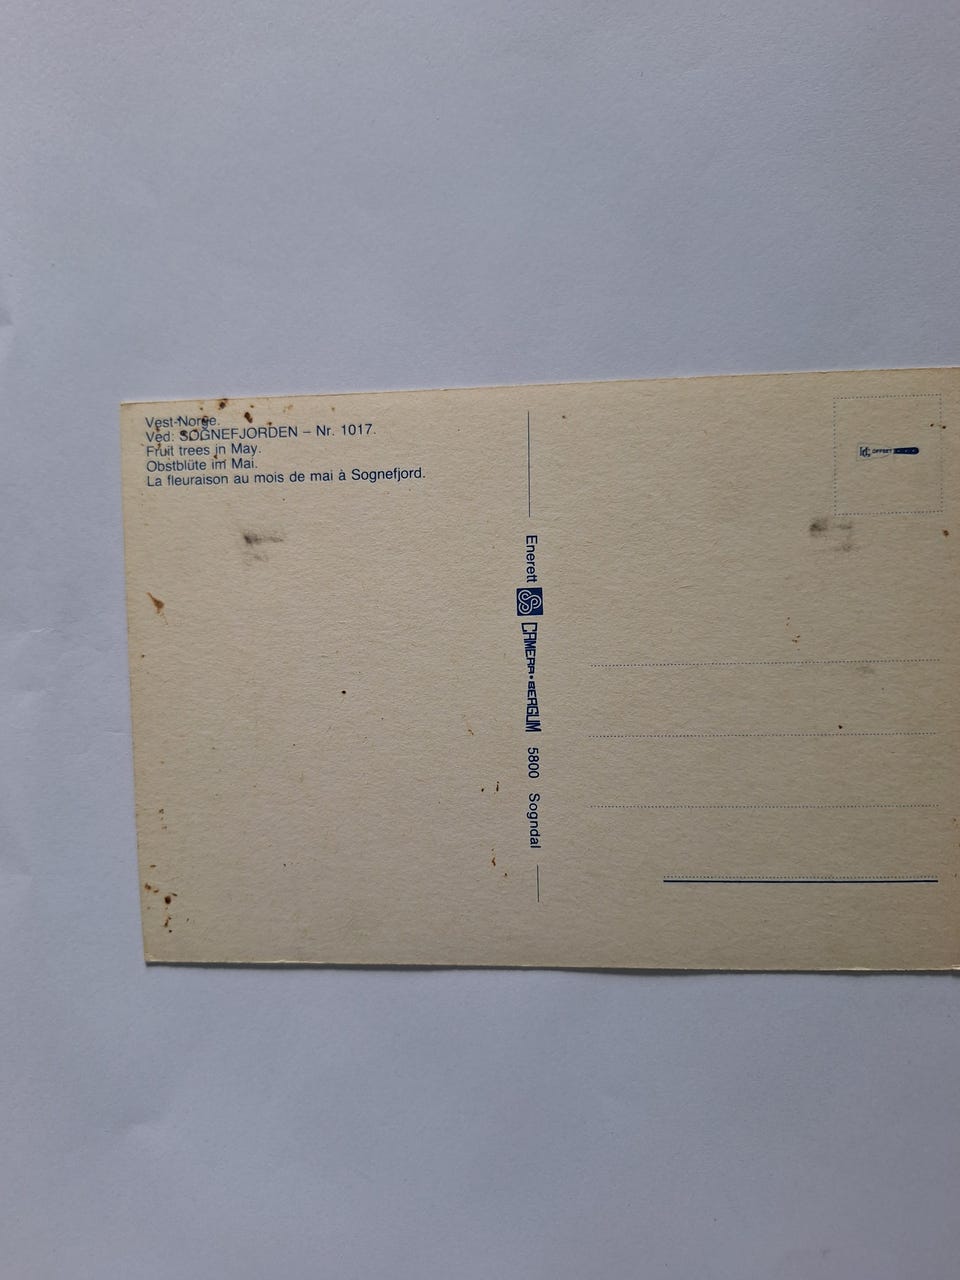 Vest-Norge.
Ved: SOGNEFJORDEN – Nr. 1017.
Fruit trees in May.
Obstblüte im Mai.
La fleuraison au mois de mai à Sognefjord.
Enerett CAMERA•BERGUM 5800 Sogndal
OFFSET